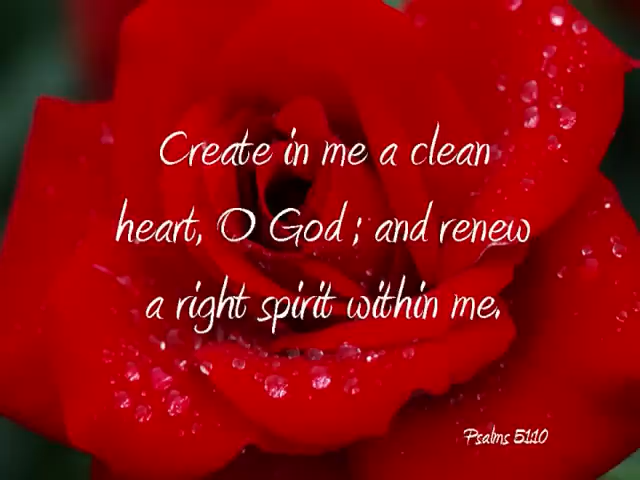 Create in me a clean
heart, O God ; and renew
a right spirit within me.
Psalms 51:10